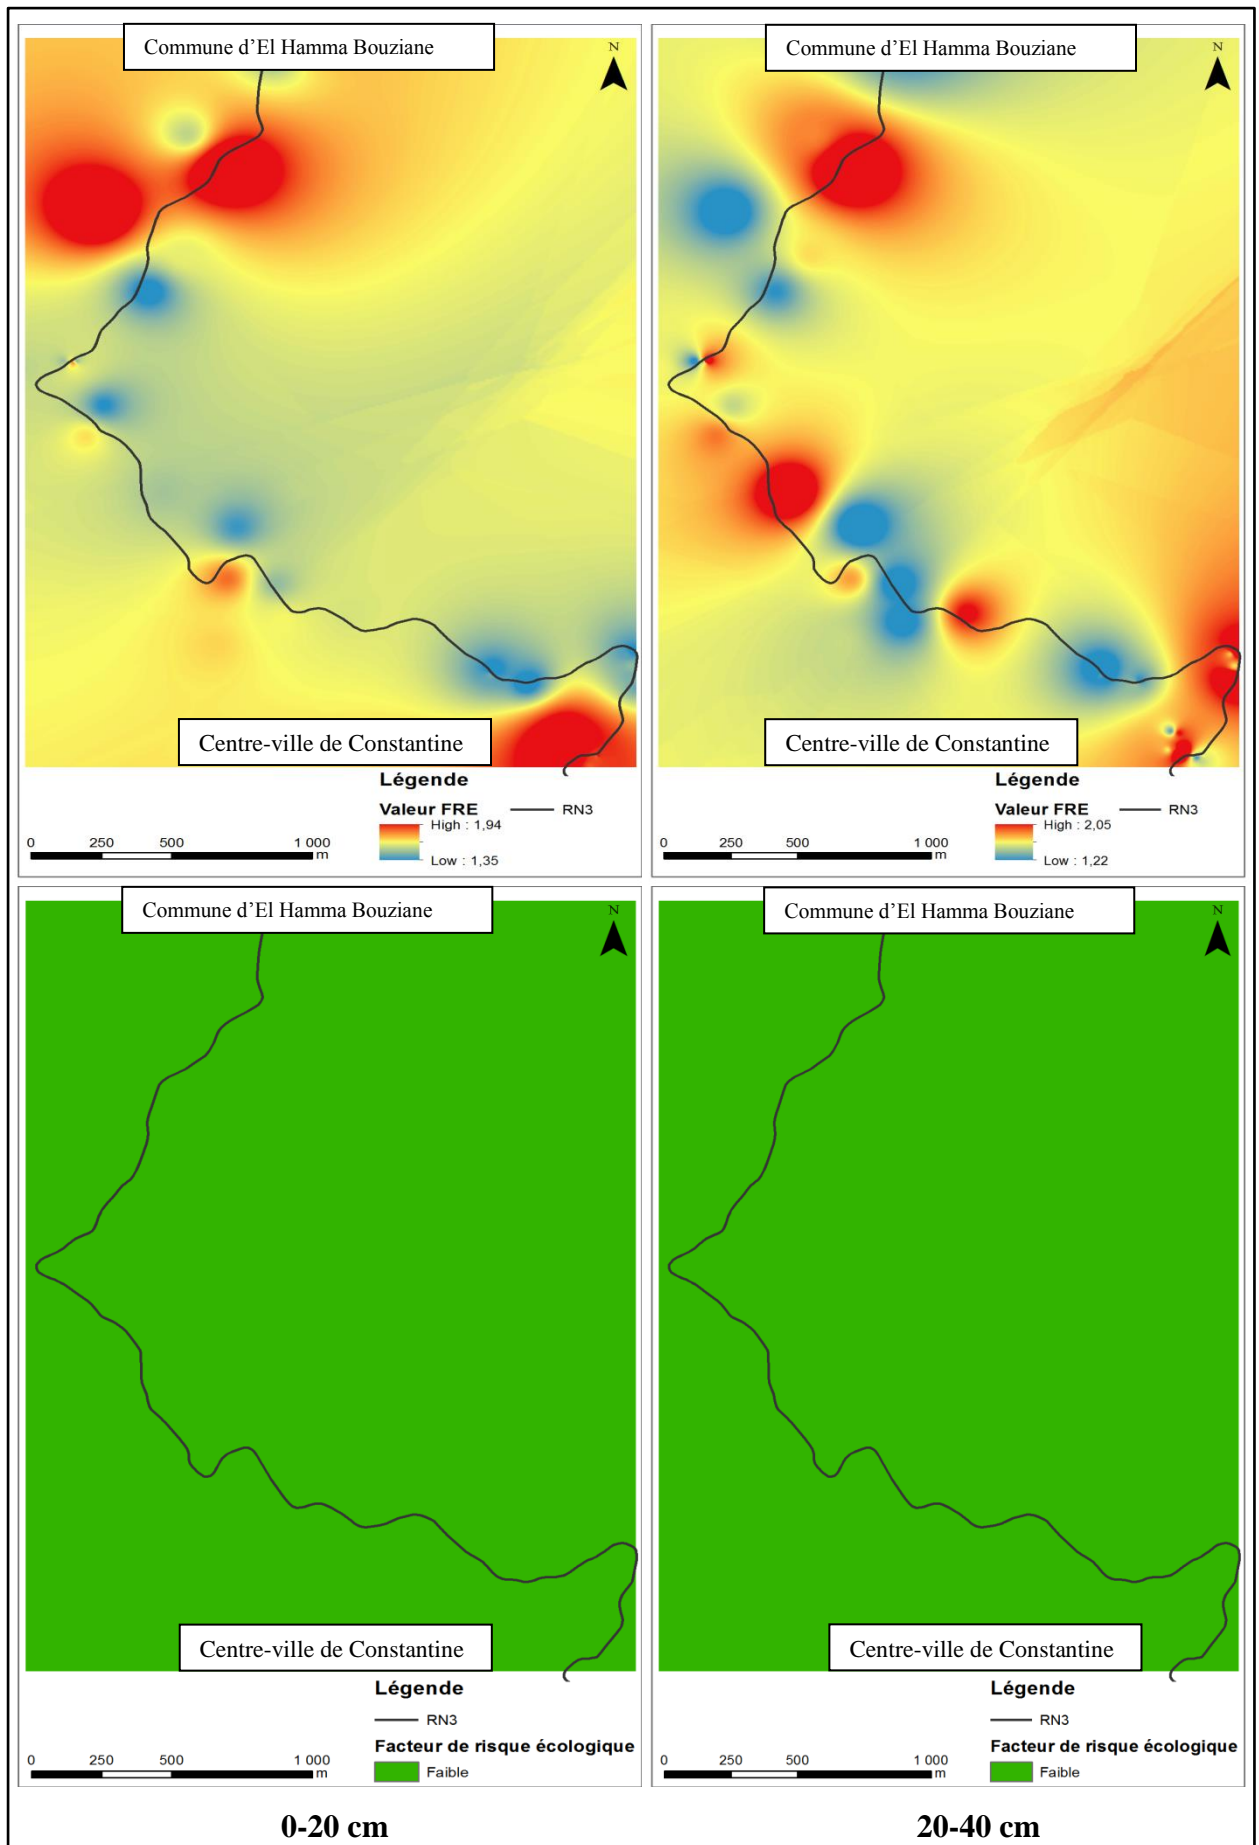 Commune d'El Hamma Bouziane
N
Centre-ville de Constantine
Légende
Valeur FRE
RN3
High : 1,94
Low : 1,35
0 250 500 1 000
m
Commune d'El Hamma Bouziane
N
Centre-ville de Constantine
Légende
Valeur FRE
RN3
High : 2,05
Low : 1,22
0 250 500 1 000
m
Commune d'El Hamma Bouziane
N
Centre-ville de Constantine
Légende
RN3
Facteur de risque écologique
Faible
0 250 500 1 000
m
Commune d'El Hamma Bouziane
N
Centre-ville de Constantine
Légende
RN3
Facteur de risque écologique
Faible
0 250 500 1 000
m
0-20 cm
20-40 cm